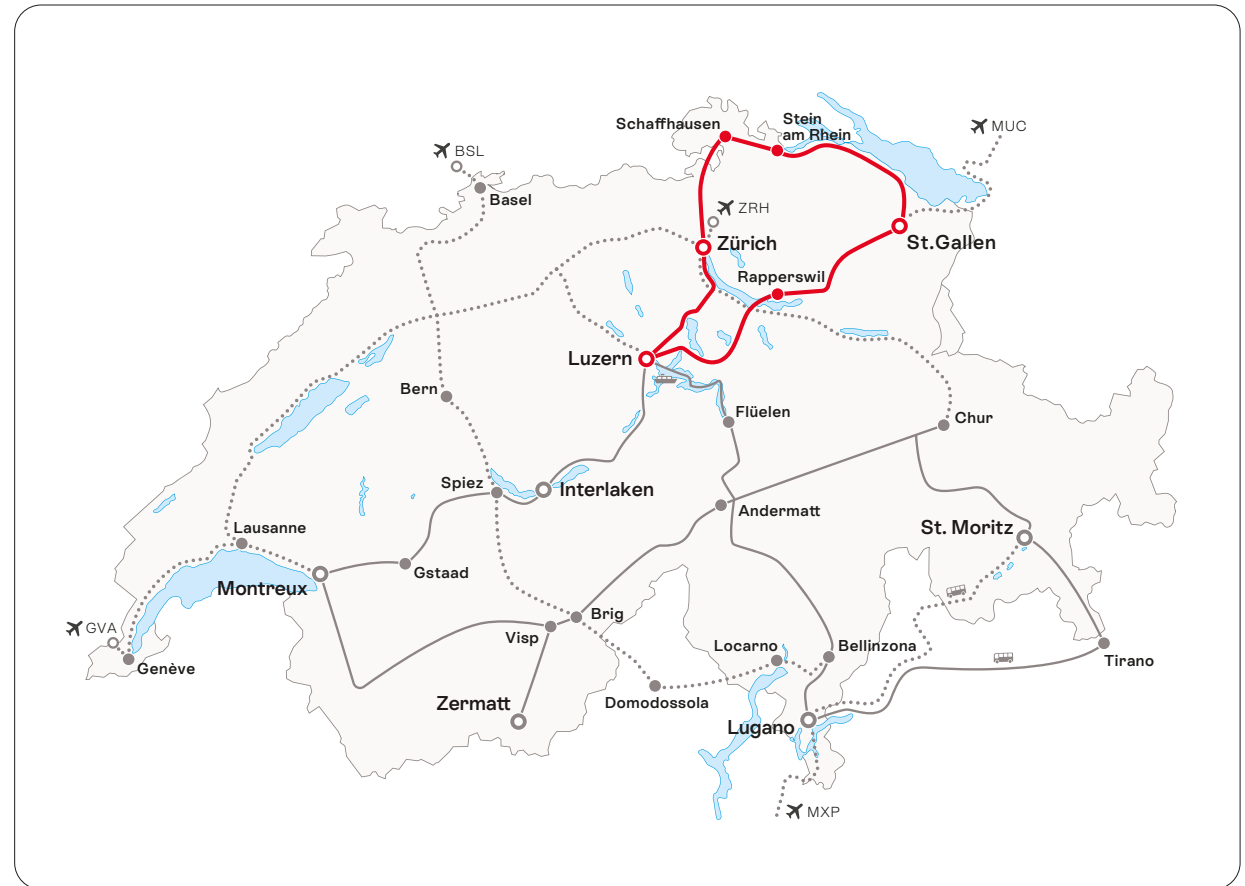 Schaffhausen
Stein
am Rhein
MUC
BSL
Basel
ZRH
Zürich
St.Gallen
Rapperswil
Luzern
Bern
Flüelen
Chur
Spiez
Interlaken
Andermatt
Lausanne
St. Moritz
Gstaad
Montreux
Brig
GVA
Visp
Locarno
Bellinzona
Genève
Tirano
Zermatt
Domodossola
Lugano
MXP